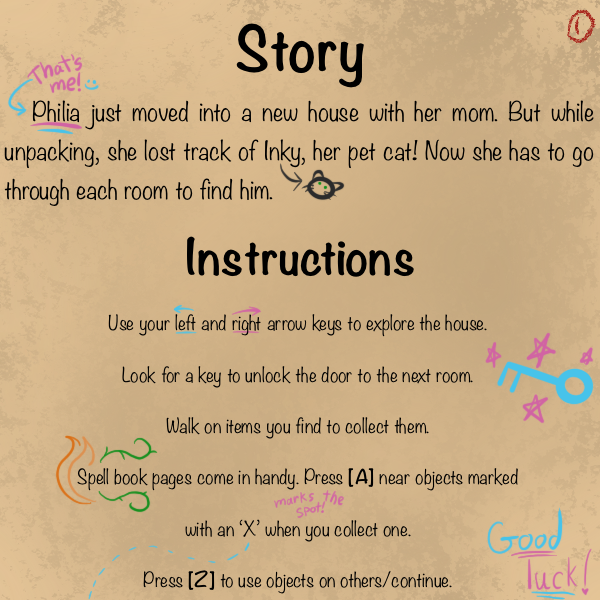 Story
That's
me!
Philia just moved into a new house with her mom. But while
unpacking, she lost track of Inky, her pet cat! Now she has to go
through each room to find him.
Instructions
Use your left and right arrow keys to explore the house.
Look for a key to unlock the door to the next room.
Walk on items you find to collect them.
Spell book pages come in handy. Press [A] near objects marked
marks the
spot!
with an 'X' when you collect one.
Good
luck!
Press [Z] to use objects on others/continue.